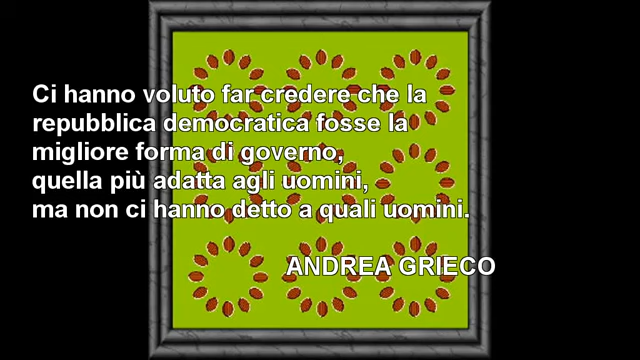 Ci hanno voluto far credere che la
repubblica democratica fosse la
migliore forma di governo,
quella più adatta agli uomini,
ma non ci hanno detto a quali uomini.
ANDREA GRIECO